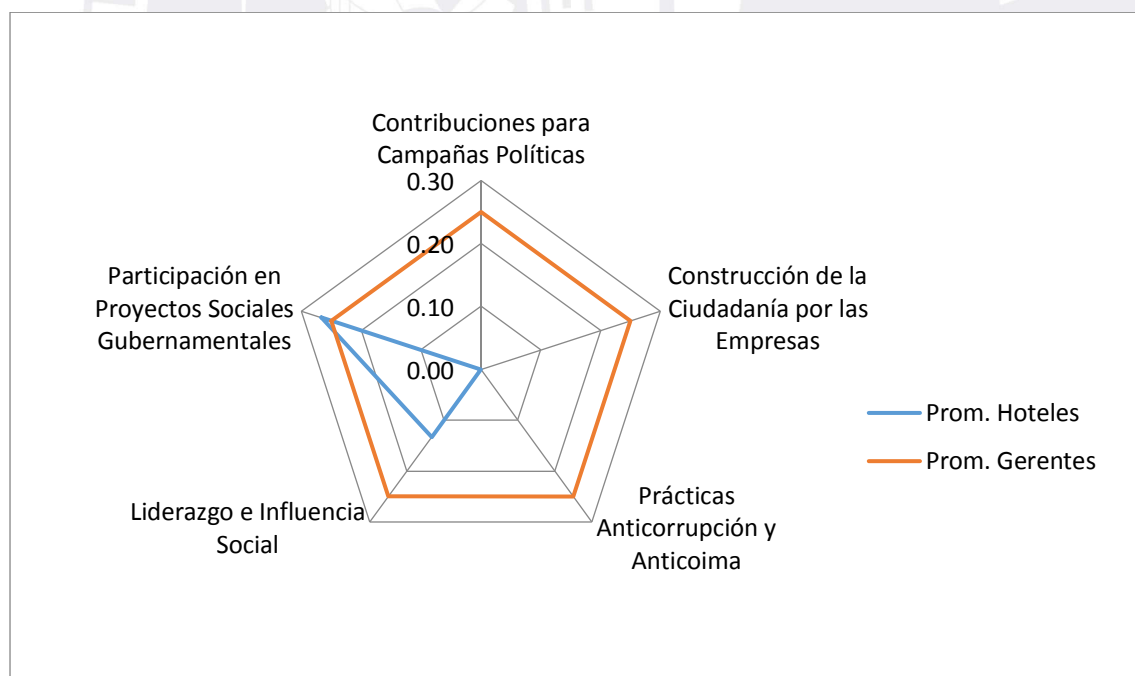 Contribuciones para
Campañas Políticas
0.30
0.20
0.10
0.00
Construcción de la
Ciudadanía por las
Empresas
Prácticas
Anticorrupción y
Anticoima
Liderazgo e Influencia
Social
Participación en
Proyectos Sociales
Gubernamentales
Prom. Hoteles
Prom. Gerentes